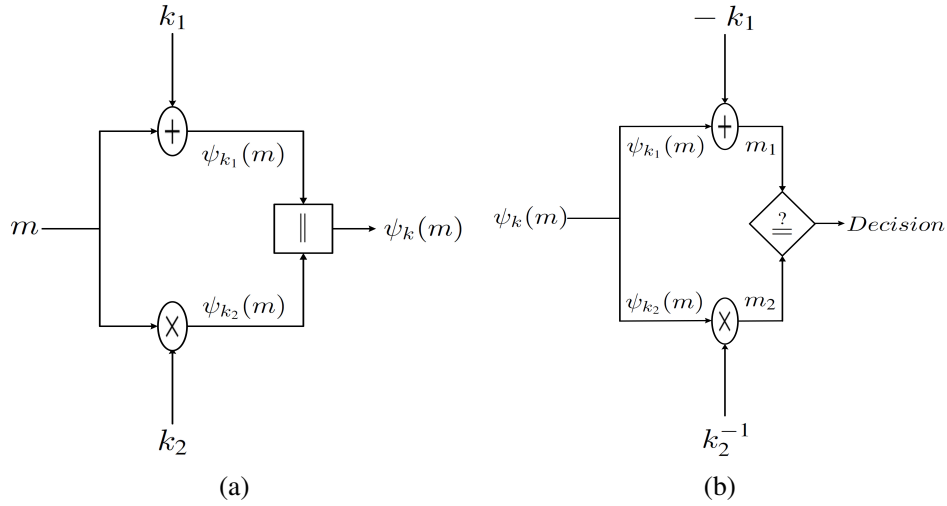 k₁
+
ψₖ₁(m)
m
||
ψₖ(m)
ψₖ₂(m)
×
k₂
(a)
− k₁
+
ψₖ₁(m)
m₁
ψₖ(m)
?
=
Decision
ψₖ₂(m)
m₂
×
k₂⁻¹
(b)